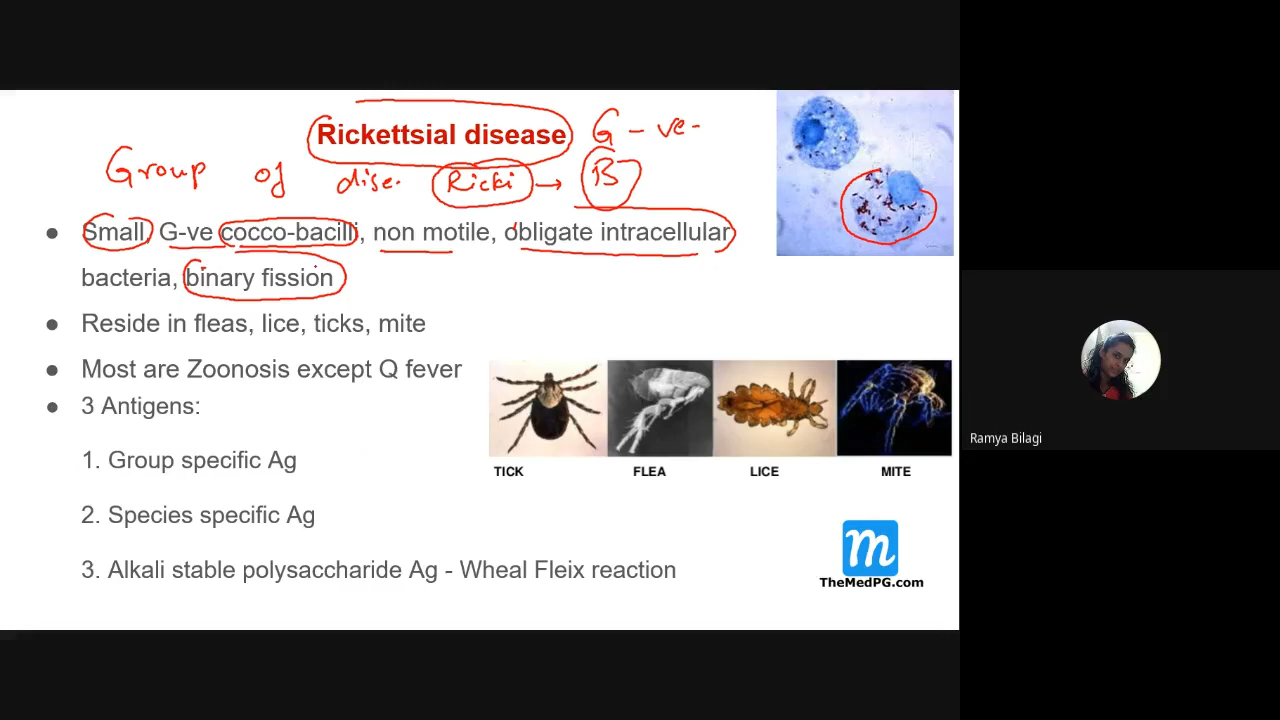 Rickettsial disease G -ve-
Group of dise. Ricki → B
● Small, G-ve cocco-bacilli, non motile, obligate intracellular
bacteria, binary fission
● Reside in fleas, lice, ticks, mite
● Most are Zoonosis except Q fever
● 3 Antigens:
1. Group specific Ag
2. Species specific Ag
3. Alkali stable polysaccharide Ag - Wheal Fleix reaction
TICK FLEA LICE MITE
m
TheMedPG.com
Ramya Bilagi